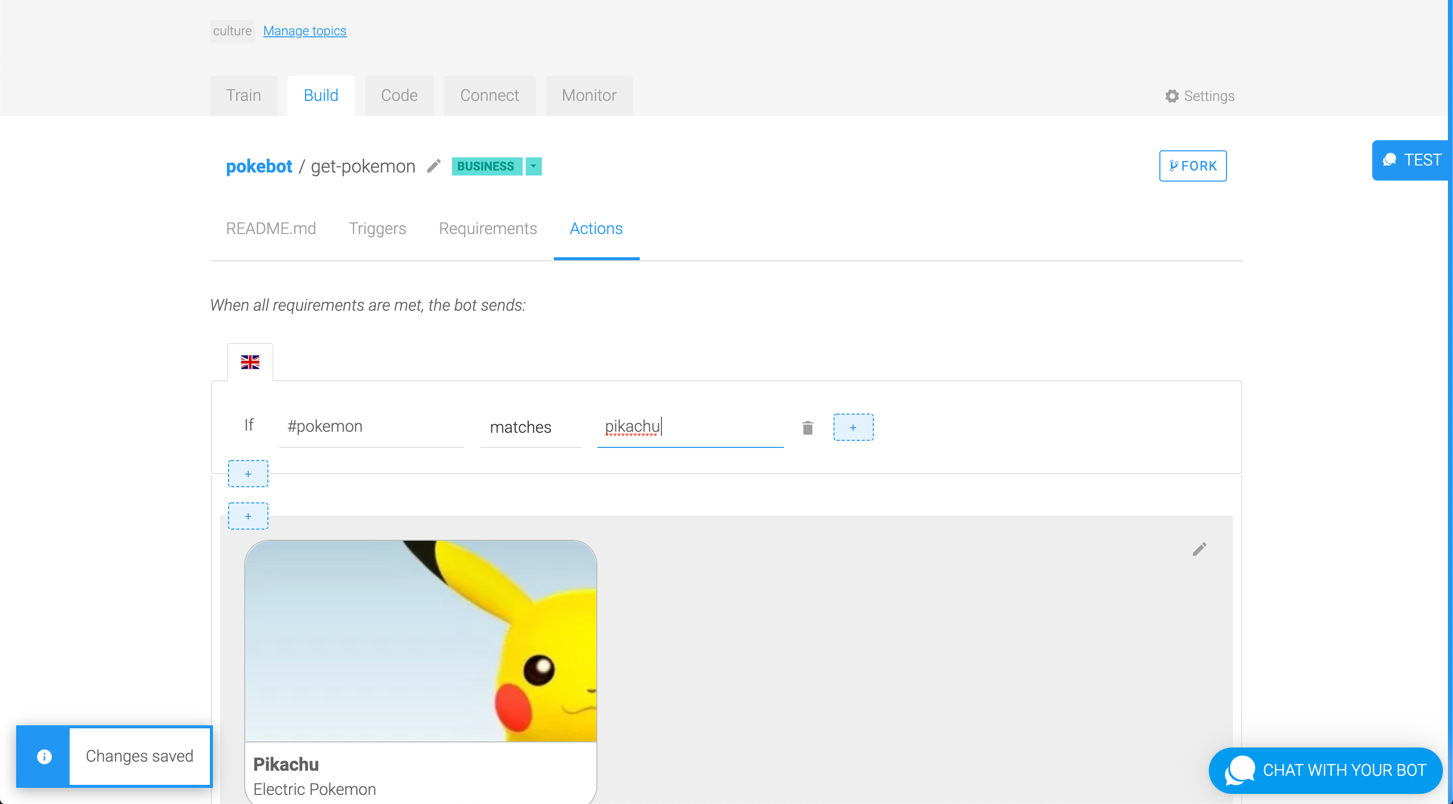 culture Manage topics
Train Build Code Connect Monitor Settings
pokebot / get-pokemon BUSINESS FORK TEST
README.md Triggers Requirements Actions
When all requirements are met, the bot sends:
If #pokemon matches pikachu +
+
+
Pikachu
Electric Pokemon
Changes saved
CHAT WITH YOUR BOT